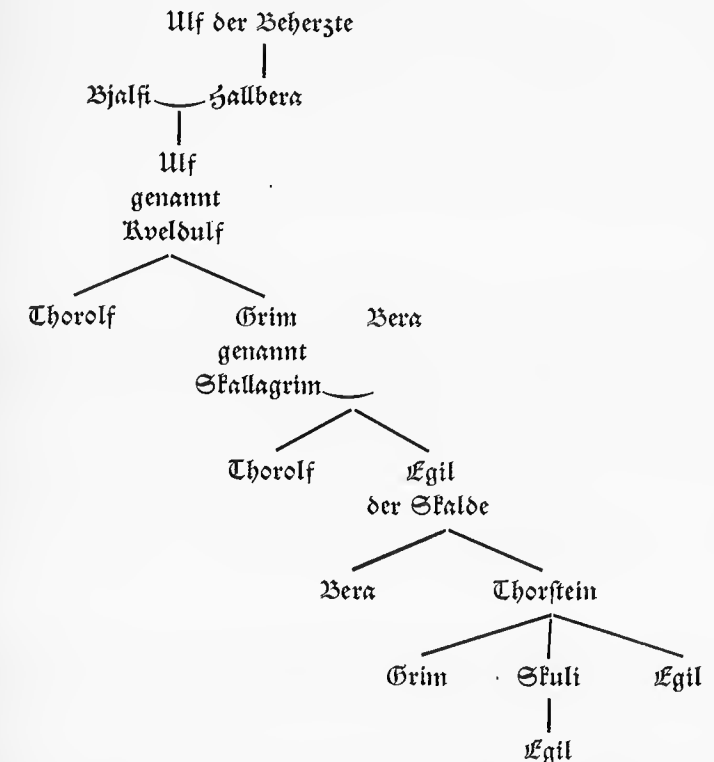 Ulf der Beherzte
Bjalfi Hallbera
Ulf
genannt
Kveldulf
Thorolf Grim Bera
genannt
Skallagrim
Thorolf Egil
der Skalde
Bera Thorſtein
Grim Skuli Egil
Egil